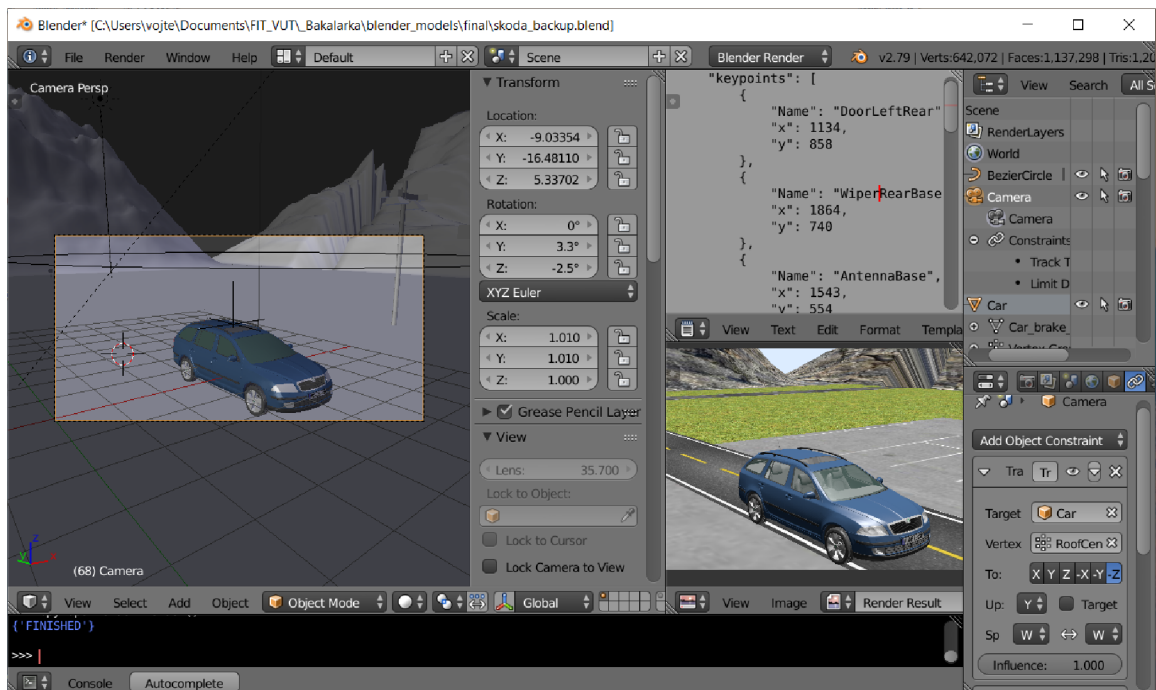 Blender* [C:\Users\vojte\Documents\FIT_VUT\_Bakalarka\blender_models\final\skoda_backup.blend]
File Render Window Help Default Scene Blender Render v2.79 | Verts:642,072 | Faces:1,137,298 | Tris:1,20
Camera Persp
(68) Camera
Transform
Location:
X: -9.03354
Y: -16.48110
Z: 5.33702
Rotation:
X: 0°
Y: 3.3°
Z: -2.5°
XYZ Euler
Scale:
X: 1.010
Y: 1.010
Z: 1.000
Grease Pencil Layer
View
Lens: 35.700
Lock to Object:
Lock to Cursor
Lock Camera to View
View Select Add Object Object Mode Global
"keypoints": [
{
"Name": "DoorLeftRear"
"x": 1134,
"y": 858
},
{
"Name": "WiperRearBase
"x": 1864,
"y": 740
},
{
"Name": "AntennaBase",
"x": 1543,
"y": 554
View Text Edit Format Templa
View Image Render Result
View Search All S
Scene
RenderLayers
World
BezierCircle
Camera
Camera
Constraints
Track T
Limit D
Car
Car_brake_
Camera
Add Object Constraint
Tra Tr
Target Car
Vertex RoofCen
To: X Y Z -X -Y -Z
Up: Y Target
Sp W W
Influence: 1.000
{'FINISHED'}
>>>
Console Autocomplete